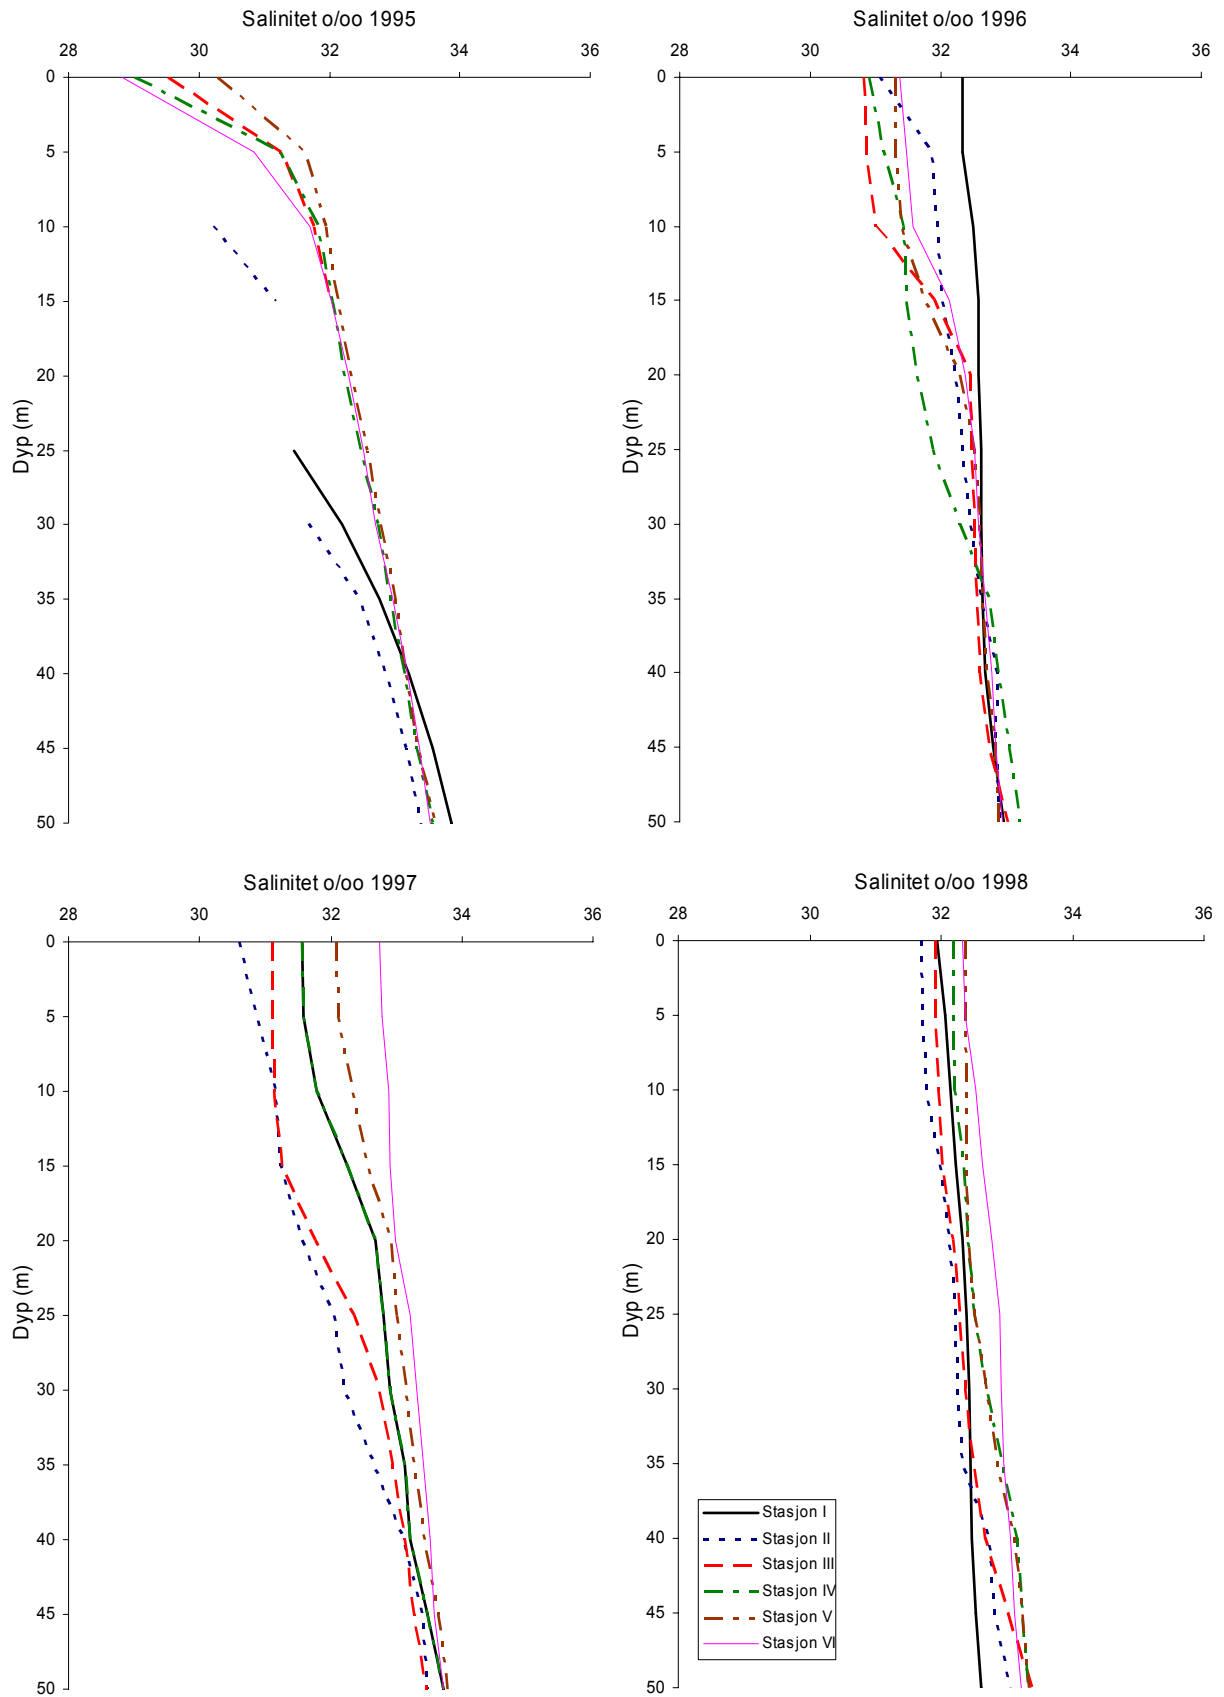 Salinitet o/oo 1995
28 30 32 34 36
0
5
10
15
20
25
30
35
40
45
50
Dyp (m)
Salinitet o/oo 1996
28 30 32 34 36
0
5
10
15
20
25
30
35
40
45
50
Dyp (m)
Salinitet o/oo 1997
28 30 32 34 36
0
5
10
15
20
25
30
35
40
45
50
Dyp (m)
Salinitet o/oo 1998
28 30 32 34 36
0
5
10
15
20
25
30
35
40
45
50
Dyp (m)
Stasjon I
Stasjon II
Stasjon III
Stasjon IV
Stasjon V
Stasjon VI